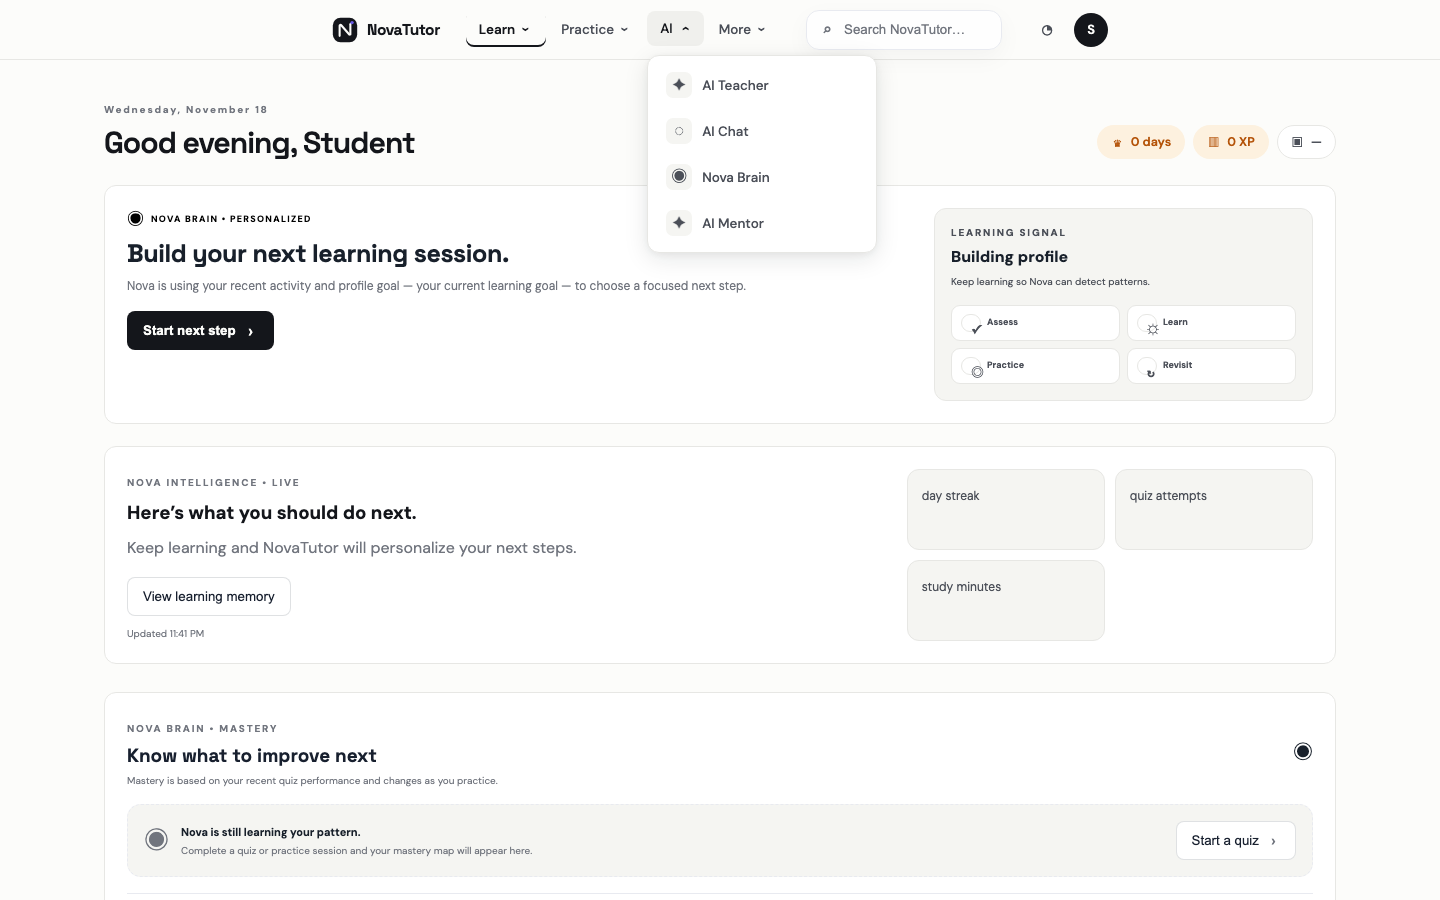 NovaTutor
Learn
Practice
AI
More
Search NovaTutor...
S
AI Teacher
AI Chat
Nova Brain
AI Mentor
Wednesday, November 18
Good evening, Student
0 days
0 XP
—
NOVA BRAIN • PERSONALIZED
Build your next learning session.
Nova is using your recent activity and profile goal — your current learning goal — to choose a focused next step.
Start next step ›
LEARNING SIGNAL
Building profile
Keep learning so Nova can detect patterns.
Assess
Learn
Practice
Revisit
NOVA INTELLIGENCE • LIVE
Here's what you should do next.
Keep learning and NovaTutor will personalize your next steps.
View learning memory
Updated 11:41 PM
day streak
quiz attempts
study minutes
NOVA BRAIN • MASTERY
Know what to improve next
Mastery is based on your recent quiz performance and changes as you practice.
Nova is still learning your pattern.
Complete a quiz or practice session and your mastery map will appear here.
Start a quiz ›